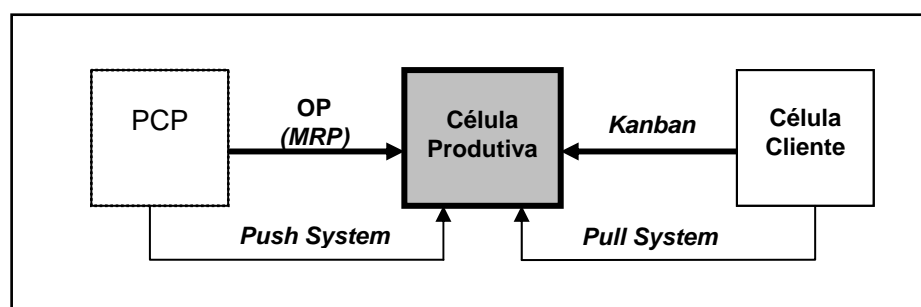 PCP
OP
(MRP)
Célula
Produtiva
Kanban
Célula
Cliente
Push System
Pull System